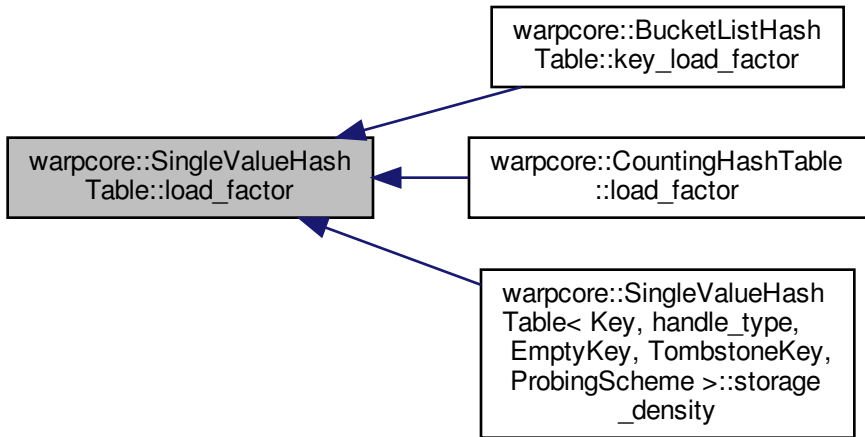 warpcore::BucketListHash
Table::key_load_factor
warpcore::SingleValueHash
Table::load_factor
warpcore::CountingHashTable
::load_factor
warpcore::SingleValueHash
Table< Key, handle_type,
EmptyKey, TombstoneKey,
ProbingScheme >::storage
_density